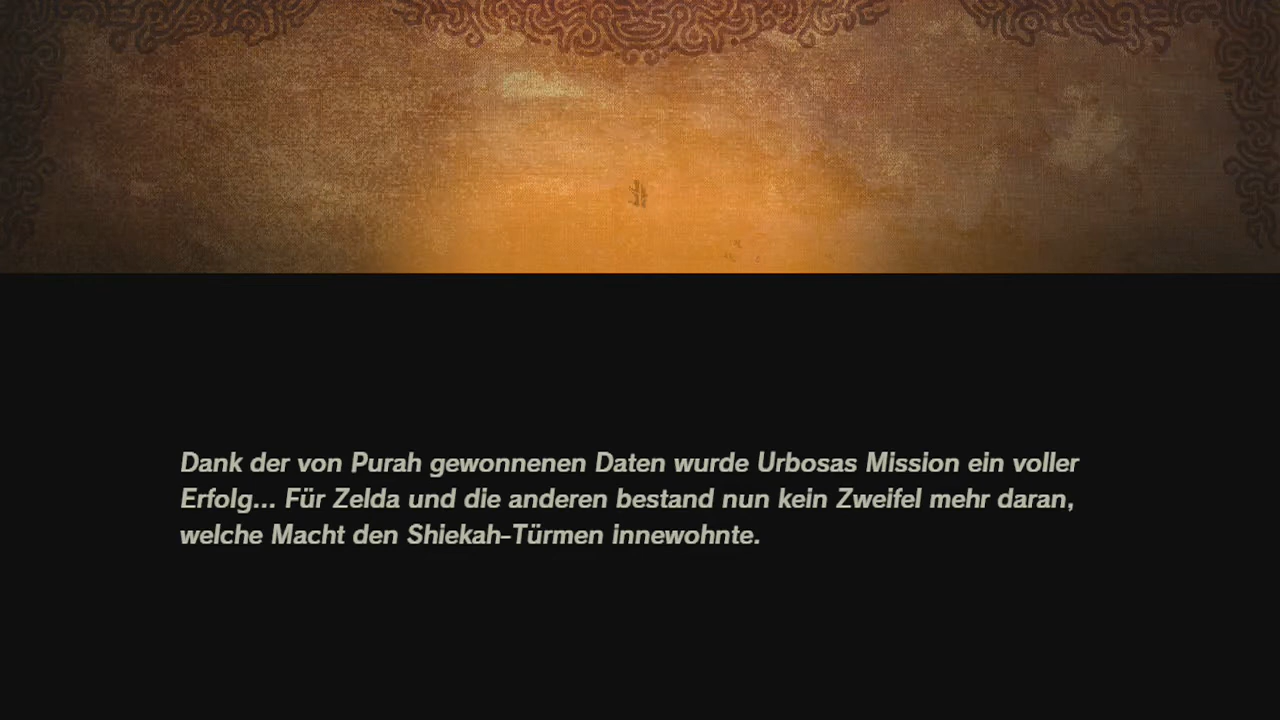 Dank der von Purah gewonnenen Daten wurde Urbosas Mission ein voller
Erfolg... Für Zelda und die anderen bestand nun kein Zweifel mehr daran,
welche Macht den Shiekah-Türmen innewohnte.